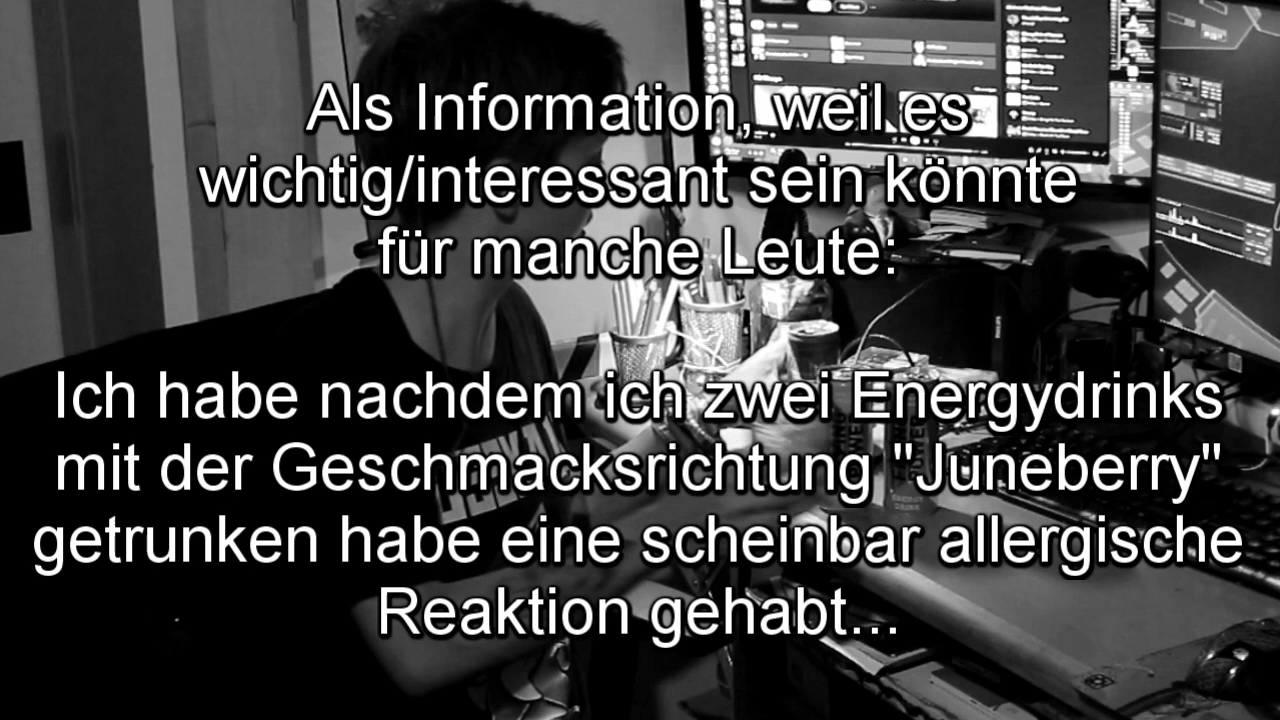 Als Information, weil es
wichtig/interessant sein könnte
für manche Leute:
Ich habe nachdem ich zwei Energydrinks
mit der Geschmacksrichtung "Juneberry"
getrunken habe eine scheinbar allergische
Reaktion gehabt...